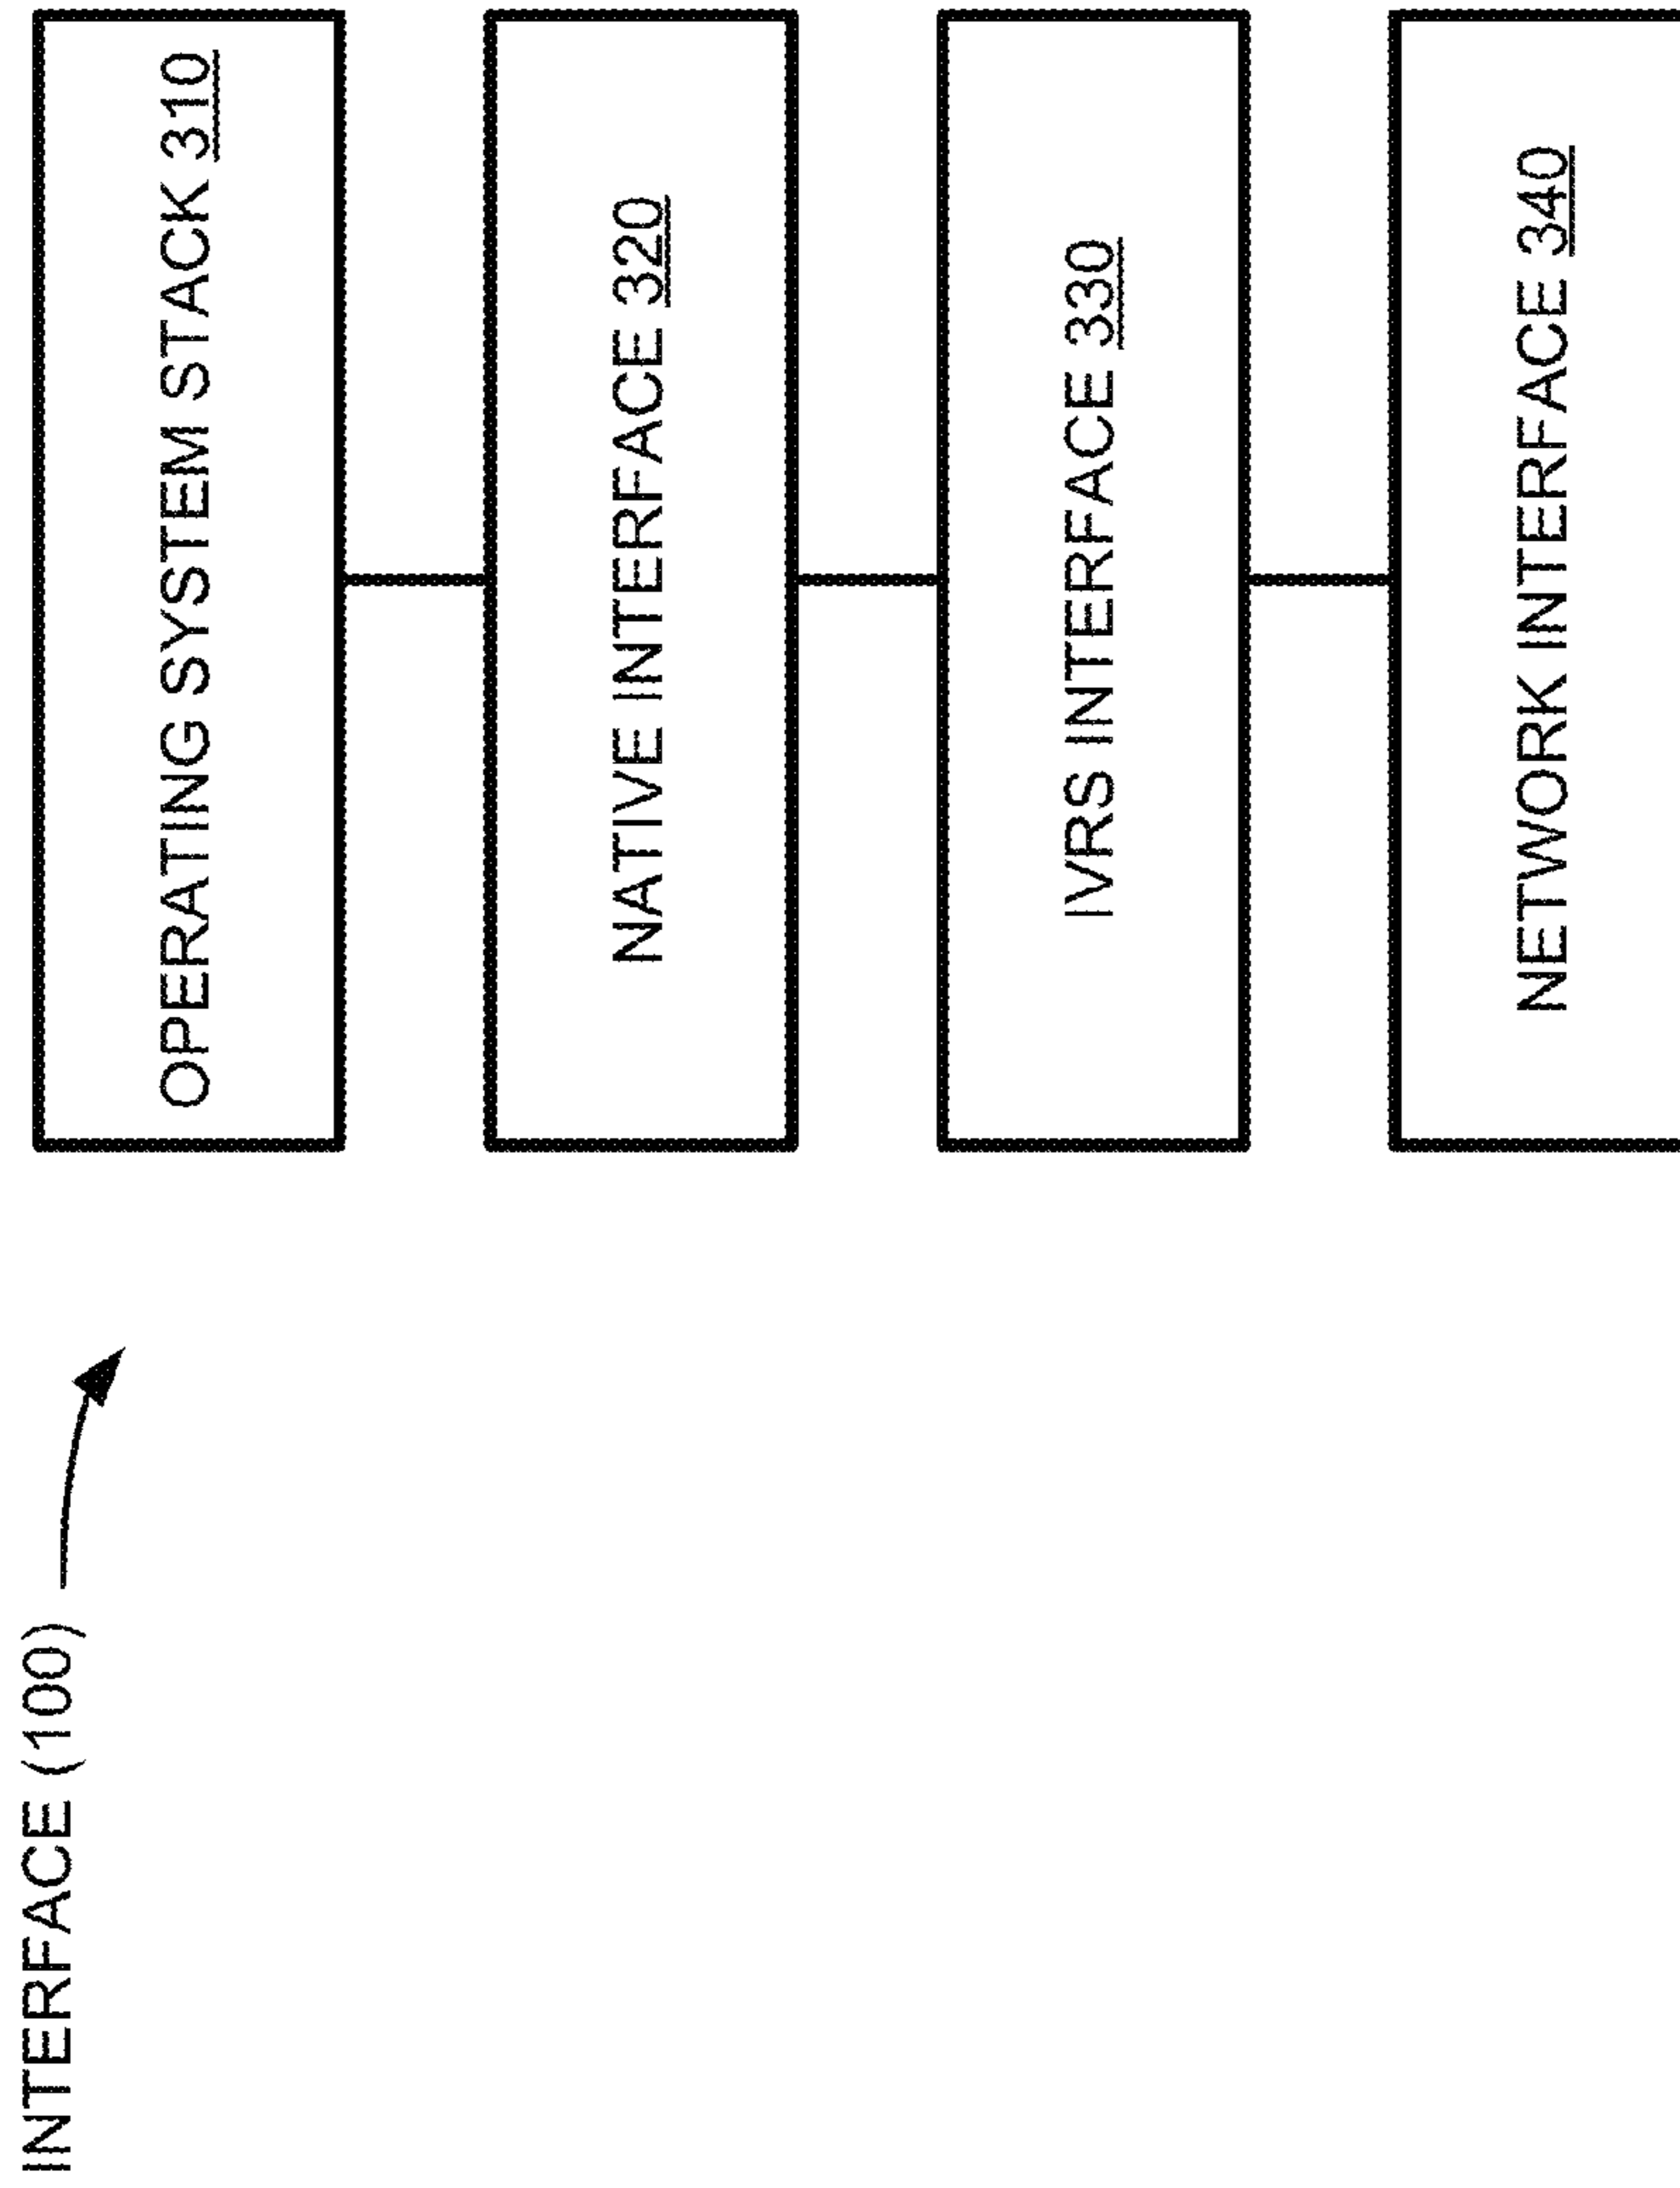 INTERFACE (100)
OPERATING SYSTEM STACK 310
NATIVE INTERFACE 320
IVRS INTERFACE 330
NETWORK INTERFACE 340